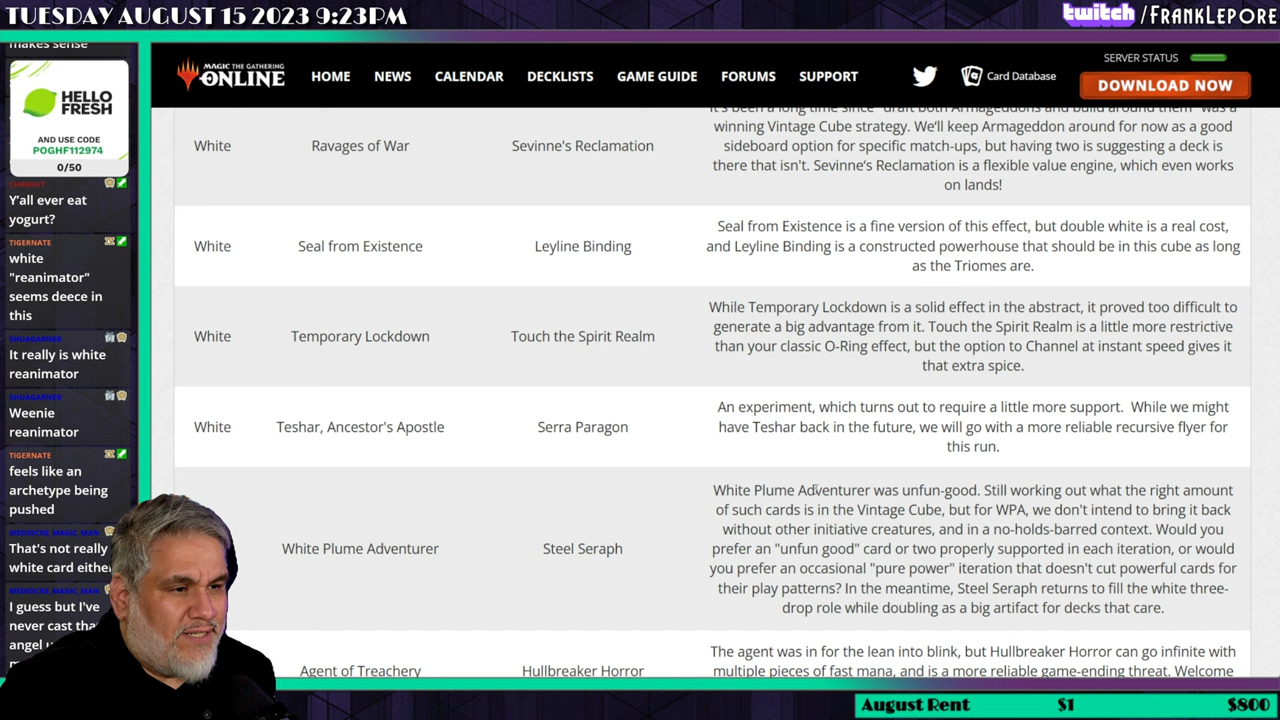 TUESDAY AUGUST 15 2023 9:23PM
twitch /FRANKLEPORE
makes sense
HELLO
FRESH
AND USE CODE
POGHF112974
0/50
Y'all ever eat
yogurt?
TIGERNATE
white
"reanimator"
seems deece in
this
SHUAGARNER
It really is white
reanimator
SHUAGARNER
Weenie
reanimator
TIGERNATE
feels like an
archetype being
pushed
MEDIOCRE_MAGIC_MAN
That's not really
white card eithe
MEDIOCRE_MAGIC_MAN
I guess but I've
never cast tha
angel u
MAGIC THE GATHERING
ONLINE
HOME NEWS CALENDAR DECKLISTS GAME GUIDE FORUMS SUPPORT
Card Database
SERVER STATUS
DOWNLOAD NOW
It's been a long time since "draft both Armageddons and build around them" was a
winning Vintage Cube strategy. We'll keep Armageddon around for now as a good
White Ravages of War Sevinne's Reclamation sideboard option for specific match-ups, but having two is suggesting a deck is
there that isn't. Sevinne's Reclamation is a flexible value engine, which even works
on lands!
Seal from Existence is a fine version of this effect, but double white is a real cost,
White Seal from Existence Leyline Binding and Leyline Binding is a constructed powerhouse that should be in this cube as long
as the Triomes are.
While Temporary Lockdown is a solid effect in the abstract, it proved too difficult to
generate a big advantage from it. Touch the Spirit Realm is a little more restrictive
White Temporary Lockdown Touch the Spirit Realm than your classic O-Ring effect, but the option to Channel at instant speed gives it
that extra spice.
An experiment, which turns out to require a little more support. While we might
White Teshar, Ancestor's Apostle Serra Paragon have Teshar back in the future, we will go with a more reliable recursive flyer for
this run.
White Plume Adventurer was unfun-good. Still working out what the right amount
of such cards is in the Vintage Cube, but for WPA, we don't intend to bring it back
without other initiative creatures, and in a no-holds-barred context. Would you
White Plume Adventurer Steel Seraph prefer an "unfun good" card or two properly supported in each iteration, or would
you prefer an occasional "pure power" iteration that doesn't cut powerful cards for
their play patterns? In the meantime, Steel Seraph returns to fill the white three-
drop role while doubling as a big artifact for decks that care.
The agent was in for the lean into blink, but Hullbreaker Horror can go infinite with
Agent of Treachery Hullbreaker Horror multiple pieces of fast mana, and is a more reliable game-ending threat. Welcome
August Rent $1 $800